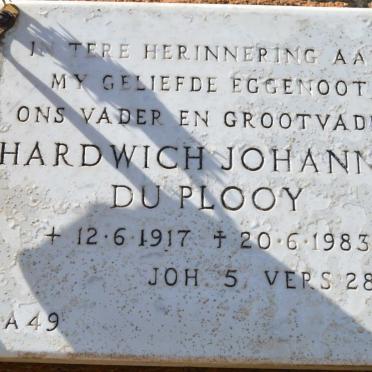 IN TERE HERINNERING AA
MY GELIEFDE EGGENOOT
ONS VADER EN GROOTVAD
HARDWICH JOHANN
DU PLOOY
+ 12·6·1917 ✝ 20·6·1983
JOH. 5 VERS 28
A 49